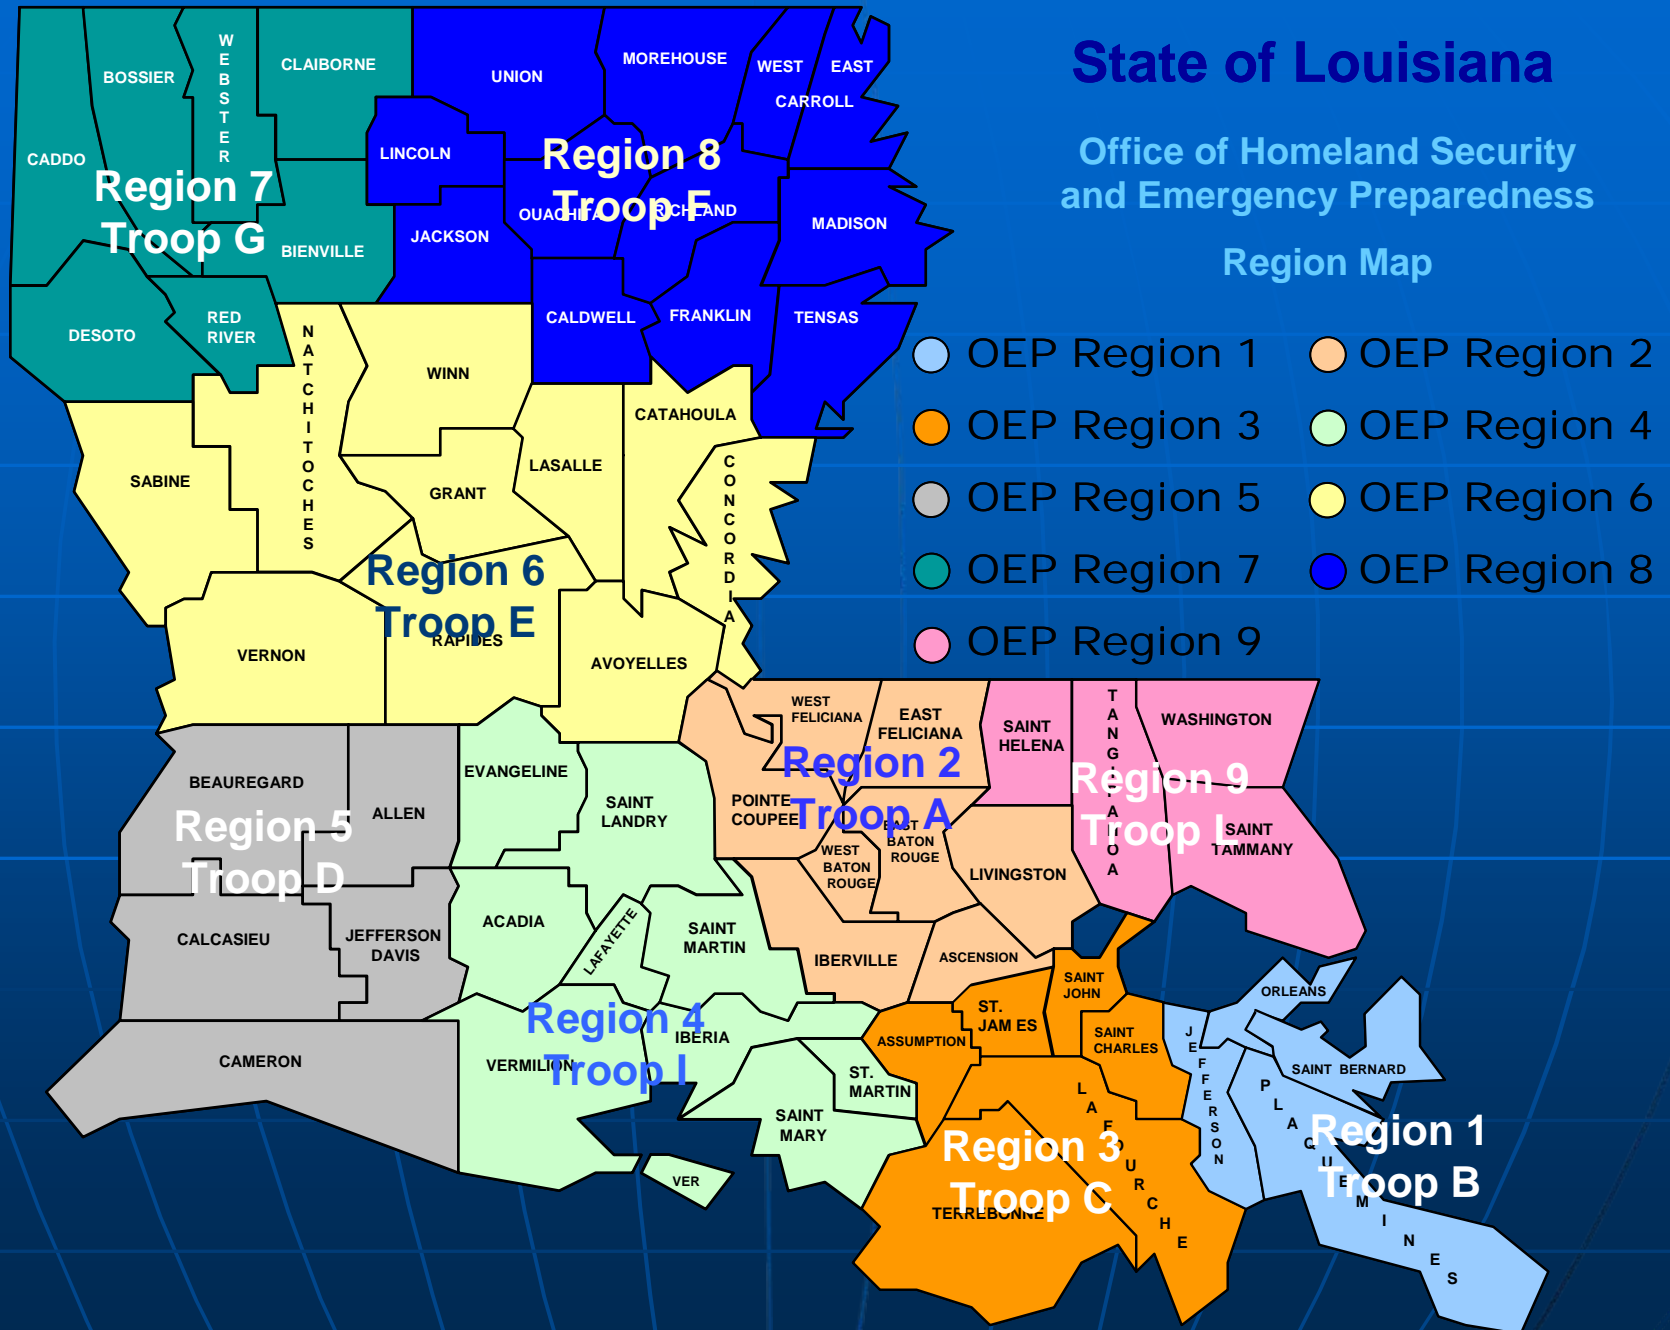 State of Louisiana
Office of Homeland Security
and Emergency Preparedness
Region Map
OEP Region 1
OEP Region 2
OEP Region 3
OEP Region 4
OEP Region 5
OEP Region 6
OEP Region 7
OEP Region 8
OEP Region 9
CADDO
BOSSIER
WEBSTER
CLAIBORNE
Region 7
Troop G
BIENVILLE
DESOTO
RED
RIVER
UNION
MOREHOUSE
WEST
EAST
CARROLL
LINCOLN
Region 8
Troop F
OUACHITA
RICHLAND
MADISON
JACKSON
CALDWELL
FRANKLIN
TENSAS
NATCHITOCHES
WINN
CATAHOULA
SABINE
GRANT
LASALLE
CONCORDIA
Region 6
Troop E
RAPIDES
VERNON
AVOYELLES
BEAUREGARD
ALLEN
Region 5
Troop D
CALCASIEU
JEFFERSON
DAVIS
CAMERON
EVANGELINE
SAINT
LANDRY
ACADIA
LAFAYETTE
SAINT
MARTIN
Region 4
Troop I
IBERIA
VERMILION
ST.
MARTIN
SAINT
MARY
VER
WEST
FELICIANA
EAST
FELICIANA
Region 2
Troop A
POINTE
COUPEE
WEST
BATON
ROUGE
EAST
BATON
ROUGE
LIVINGSTON
IBERVILLE
ASCENSION
SAINT
HELENA
TANGIPAHOA
WASHINGTON
Region 9
Troop L
SAINT
TAMMANY
SAINT
JOHN
ST.
JAM ES
ASSUMPTION
SAINT
CHARLES
LAFOURCHE
Region 3
Troop C
TERREBONNE
ORLEANS
JEFFERSON
SAINT BERNARD
PLAQUEMINES
Region 1
Troop B